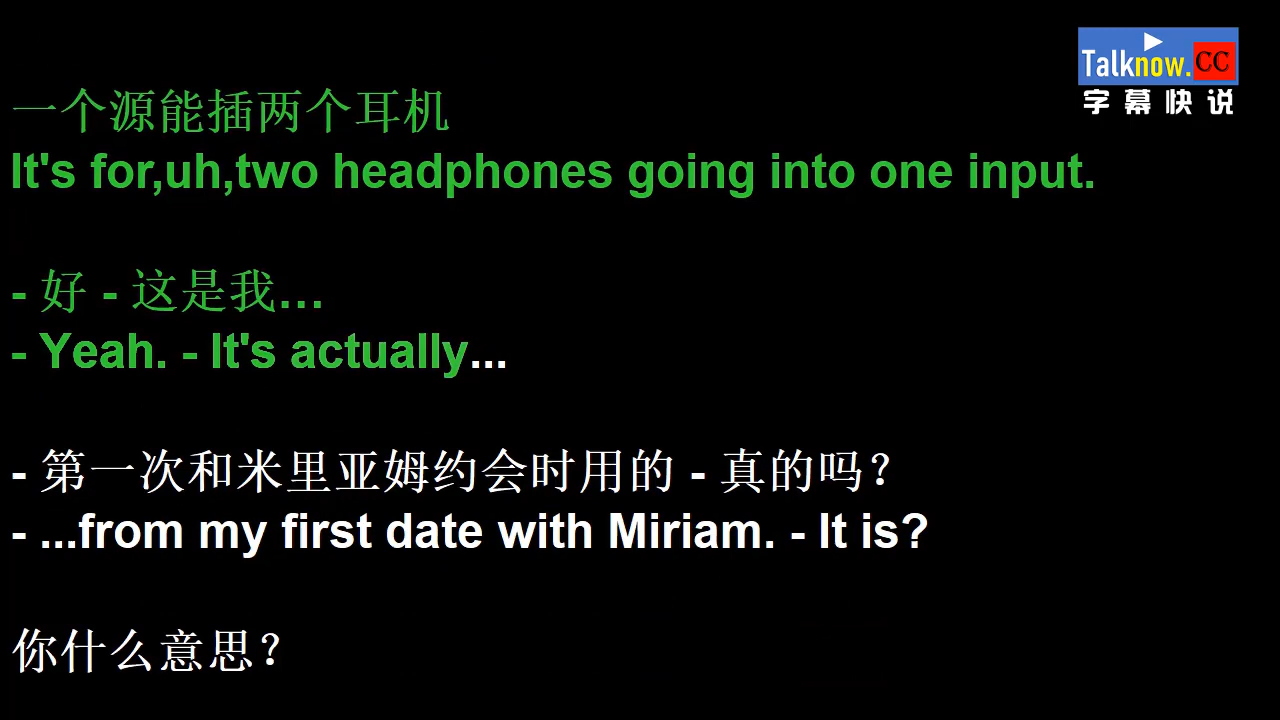 Talknow.CC
字幕快说
一个源能插两个耳机
It's for,uh,two headphones going into one input.
- 好 - 这是我…
- Yeah. - It's actually...
- 第一次和米里亚姆约会时用的 - 真的吗？
- ...from my first date with Miriam. - It is?
你什么意思？